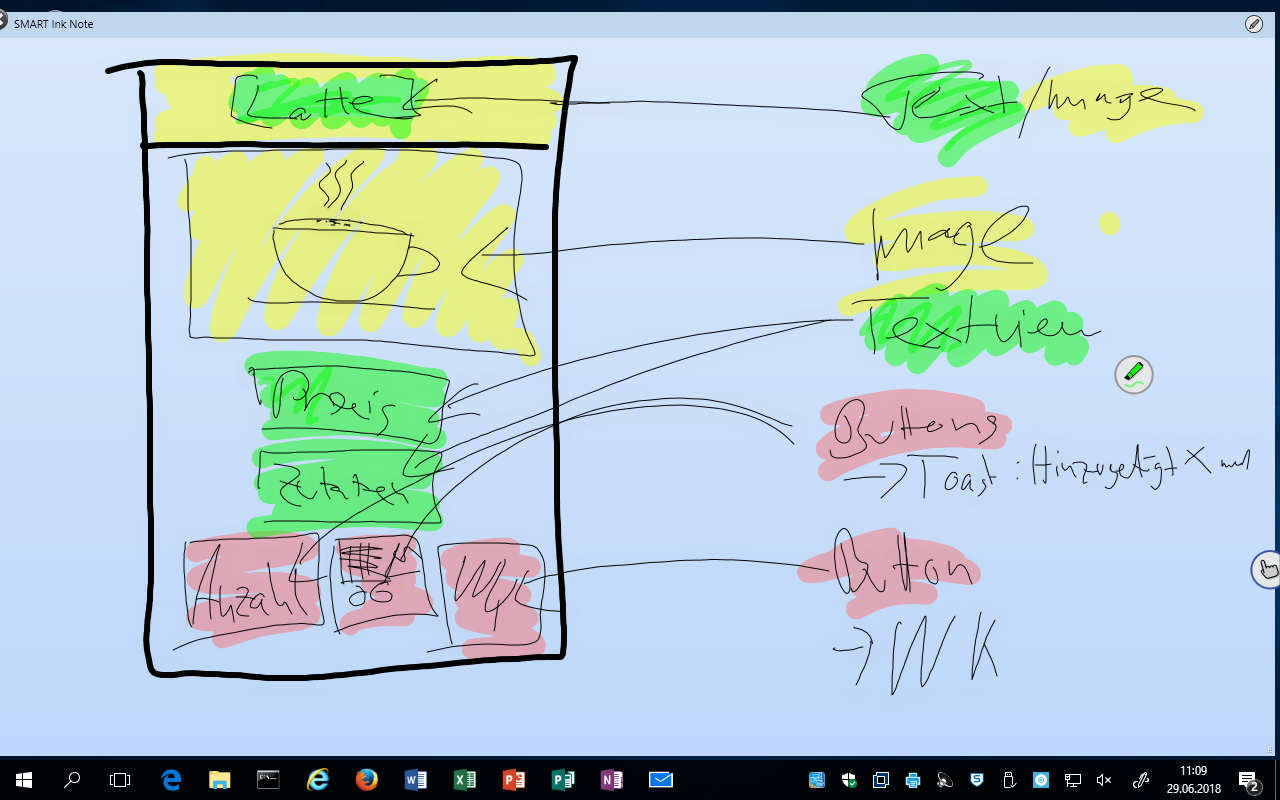 SMART Ink Note
Latte
Text/Image
Image
Textview
Preis
Buttons
→ Toast: Hinzugefügt X mal
Zutaten
Anzahl
Button
→ WK
11:09
29.06.2018
2